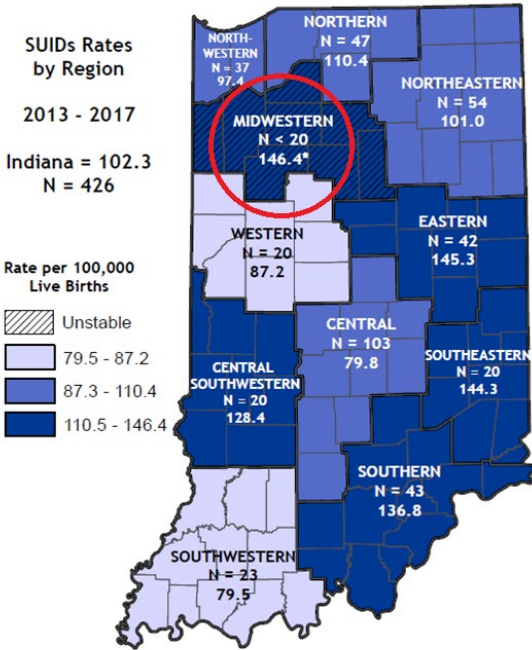 SUIDs Rates
by Region
2013 - 2017
Indiana = 102.3
N = 426
Rate per 100,000
Live Births
Unstable
79.5 - 87.2
87.3 - 110.4
110.5 - 146.4
NORTH-
WESTERN
N = 37
97.4
NORTHERN
N = 47
110.4
NORTHEASTERN
N = 54
101.0
MIDWESTERN
N < 20
146.4*
WESTERN
N = 20
87.2
EASTERN
N = 42
145.3
CENTRAL
N = 103
79.8
CENTRAL
SOUTHWESTERN
N = 20
128.4
SOUTHEASTERN
N = 20
144.3
SOUTHERN
N = 43
136.8
SOUTHWESTERN
N = 23
79.5